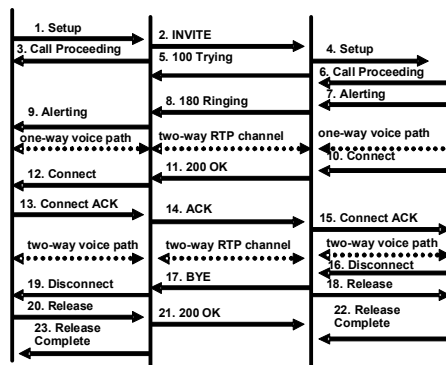 1. Setup
2. INVITE
3. Call Proceeding
4. Setup
5. 100 Trying
6. Call Proceeding
7. Alerting
8. 180 Ringing
9. Alerting
one-way voice path
two-way RTP channel
one-way voice path
10. Connect
11. 200 OK
12. Connect
13. Connect ACK
14. ACK
15. Connect ACK
two-way voice path
two-way RTP channel
two-way voice path
16. Disconnect
17. BYE
18. Release
19. Disconnect
20. Release
21. 200 OK
22. Release
Complete
23. Release
Complete